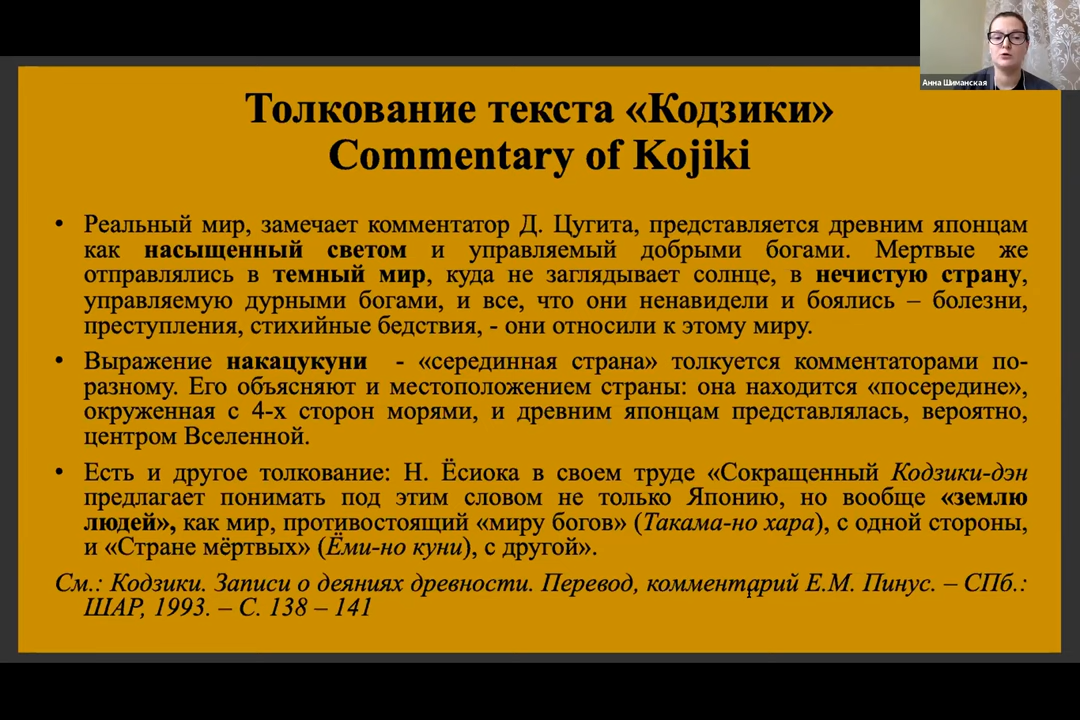 Анна Шиманская
Толкование текста «Кодзики»
Commentary of Kojiki
• Реальный мир, замечает комментатор Д. Цугита, представляется древним японцам
как насыщенный светом и управляемый добрыми богами. Мертвые же
отправлялись в темный мир, куда не заглядывает солнце, в нечистую страну,
управляемую дурными богами, и все, что они ненавидели и боялись – болезни,
преступления, стихийные бедствия, - они относили к этому миру.
• Выражение накацукуни - «серединная страна» толкуется комментаторами по-
разному. Его объясняют и местоположением страны: она находится «посередине»,
окруженная с 4-х сторон морями, и древним японцам представлялась, вероятно,
центром Вселенной.
• Есть и другое толкование: Н. Ёсиока в своем труде «Сокращенный Кодзики-дэн
предлагает понимать под этим словом не только Японию, но вообще «землю
людей», как мир, противостоящий «миру богов» (Такама-но хара), с одной стороны,
и «Стране мёртвых» (Ёми-но куни), с другой».
См.: Кодзики. Записи о деяниях древности. Перевод, комментарий Е.М. Пинус. – СПб.:
ШАР, 1993. – С. 138 – 141